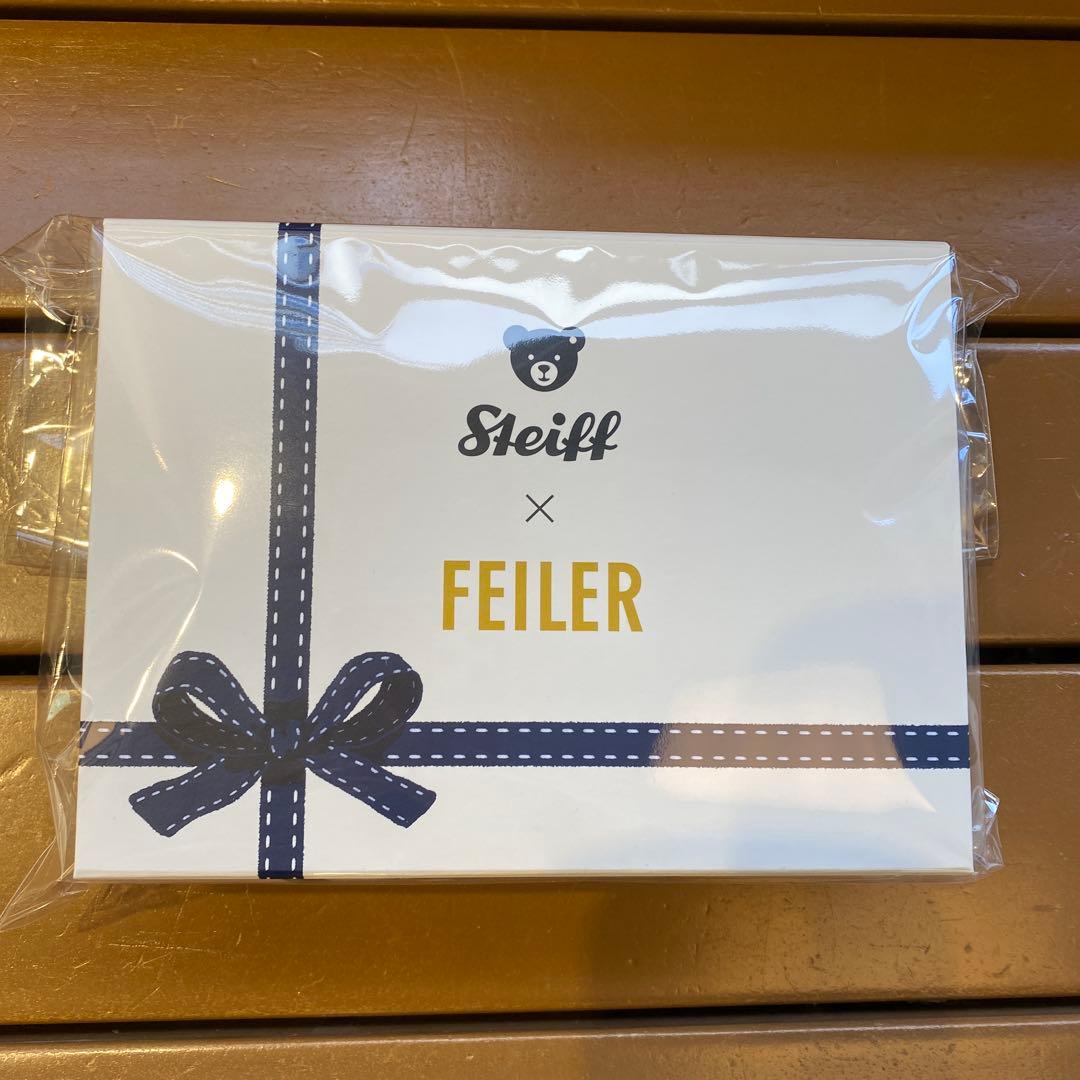 Steiff
×
FEILER